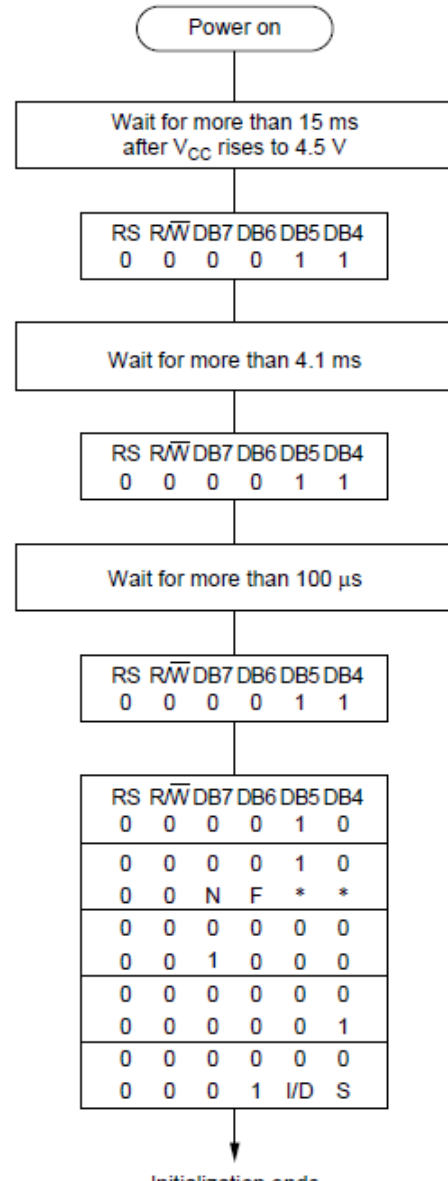 Power on
Wait for more than 15 ms
after VCC rises to 4.5 V
RS R/W̅ DB7 DB6 DB5 DB4
0 0 0 0 1 1
Wait for more than 4.1 ms
RS R/W̅ DB7 DB6 DB5 DB4
0 0 0 0 1 1
Wait for more than 100 µs
RS R/W̅ DB7 DB6 DB5 DB4
0 0 0 0 1 1
RS R/W̅ DB7 DB6 DB5 DB4
0 0 0 0 1 0
0 0 0 0 1 0
0 0 N F * *
0 0 0 0 0 0
0 0 1 0 0 0
0 0 0 0 0 0
0 0 0 0 0 1
0 0 0 0 0 0
0 0 0 1 I/D S
Initialization ends